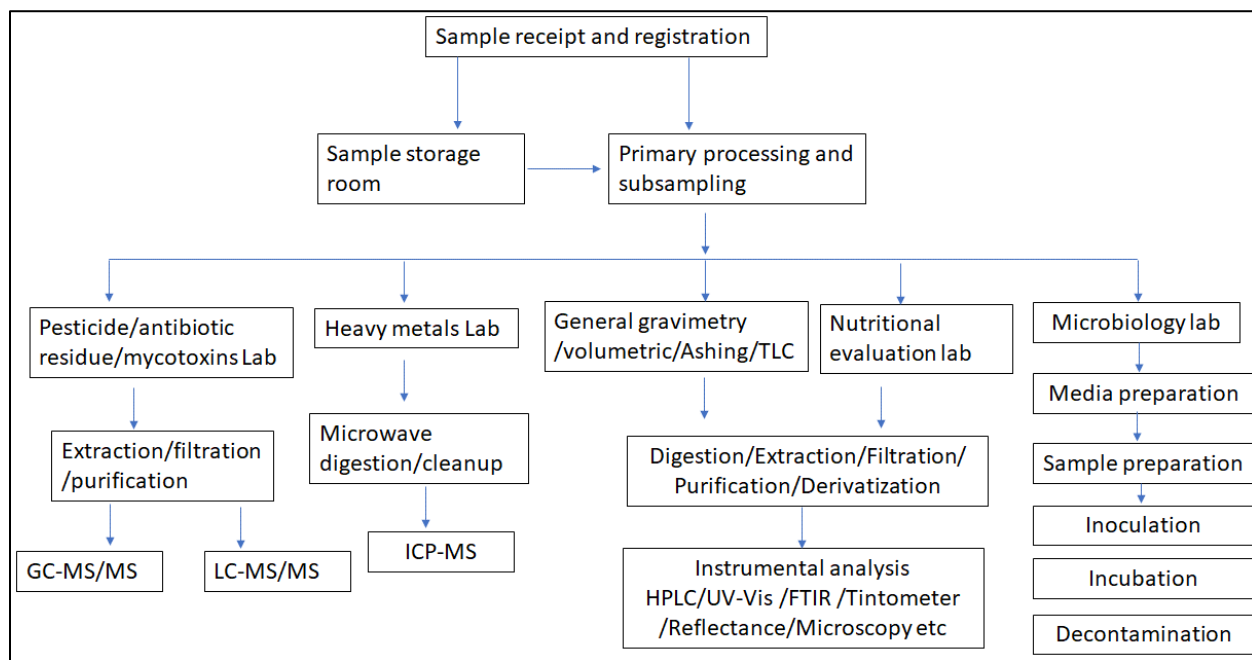 Sample receipt and registration
Sample storage
room
Primary processing and
subsampling
Pesticide/antibiotic
residue/mycotoxins Lab
Heavy metals Lab
General gravimetry
/volumetric/Ashing/TLC
Nutritional
evaluation lab
Microbiology lab
Extraction/filtration
/purification
Microwave
digestion/cleanup
Digestion/Extraction/Filtration/
Purification/Derivatization
Media preparation
Sample preparation
GC-MS/MS
LC-MS/MS
ICP-MS
Instrumental analysis
HPLC/UV-Vis /FTIR /Tintometer
/Reflectance/Microscopy etc
Inoculation
Incubation
Decontamination